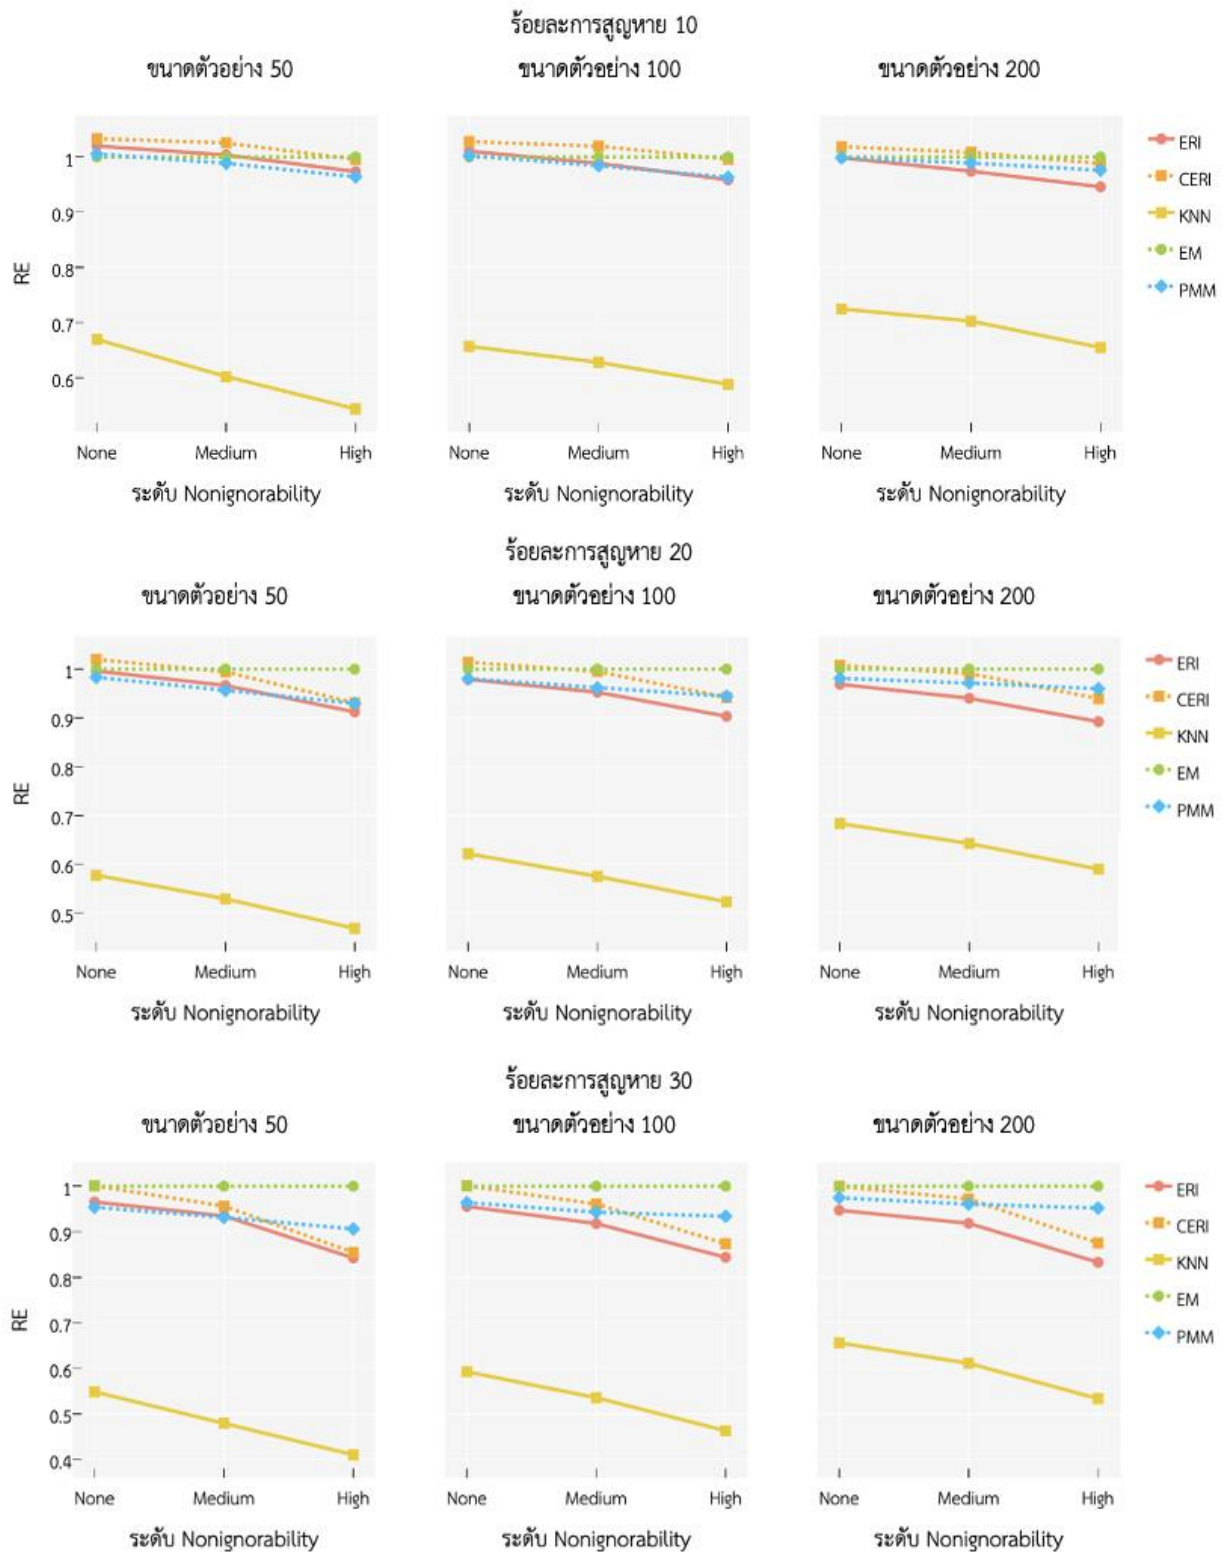 ร้อยละการสูญหาย 10
ขนาดตัวอย่าง 50 ขนาดตัวอย่าง 100 ขนาดตัวอย่าง 200
RE
1
0.9
0.8
0.7
0.6
None Medium High None Medium High None Medium High
ระดับ Nonignorability ระดับ Nonignorability ระดับ Nonignorability
ERI
CERI
KNN
EM
PMM
ร้อยละการสูญหาย 20
ขนาดตัวอย่าง 50 ขนาดตัวอย่าง 100 ขนาดตัวอย่าง 200
RE
1
0.9
0.8
0.7
0.6
0.5
None Medium High None Medium High None Medium High
ระดับ Nonignorability ระดับ Nonignorability ระดับ Nonignorability
ERI
CERI
KNN
EM
PMM
ร้อยละการสูญหาย 30
ขนาดตัวอย่าง 50 ขนาดตัวอย่าง 100 ขนาดตัวอย่าง 200
RE
1
0.9
0.8
0.7
0.6
0.5
0.4
None Medium High None Medium High None Medium High
ระดับ Nonignorability ระดับ Nonignorability ระดับ Nonignorability
ERI
CERI
KNN
EM
PMM